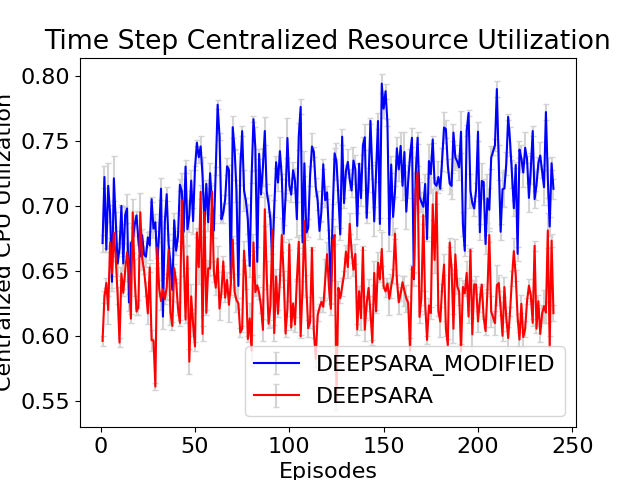 Time Step Centralized Resource Utilization
Centralized CPU Utilization
0.80
0.75
0.70
0.65
0.60
0.55
0
50
100
150
200
250
Episodes
DEEPSARA_MODIFIED
DEEPSARA